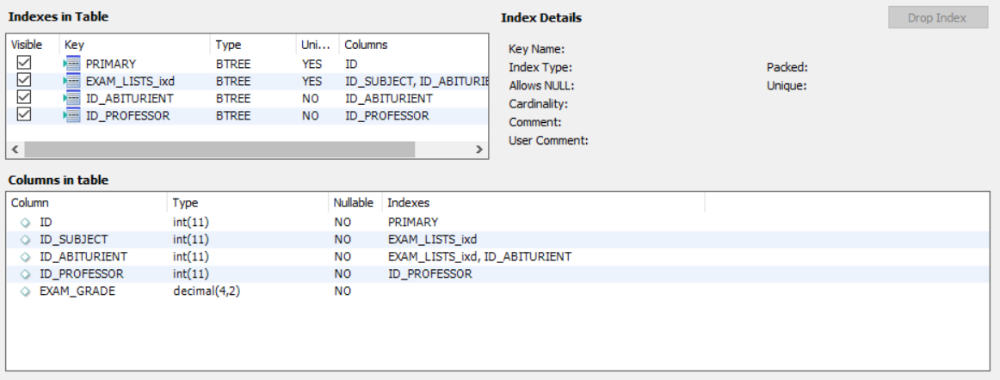 Indexes in Table
Visible Key Type Uni... Columns
PRIMARY BTREE YES ID
EXAM_LISTS_ixd BTREE YES ID_SUBJECT, ID_ABITURIE
ID_ABITURIENT BTREE NO ID_ABITURIENT
ID_PROFESSOR BTREE NO ID_PROFESSOR
Index Details
Drop Index
Key Name:
Index Type: Packed:
Allows NULL: Unique:
Cardinality:
Comment:
User Comment:
Columns in table
Column Type Nullable Indexes
ID int(11) NO PRIMARY
ID_SUBJECT int(11) NO EXAM_LISTS_ixd
ID_ABITURIENT int(11) NO EXAM_LISTS_ixd, ID_ABITURIENT
ID_PROFESSOR int(11) NO ID_PROFESSOR
EXAM_GRADE decimal(4,2) NO